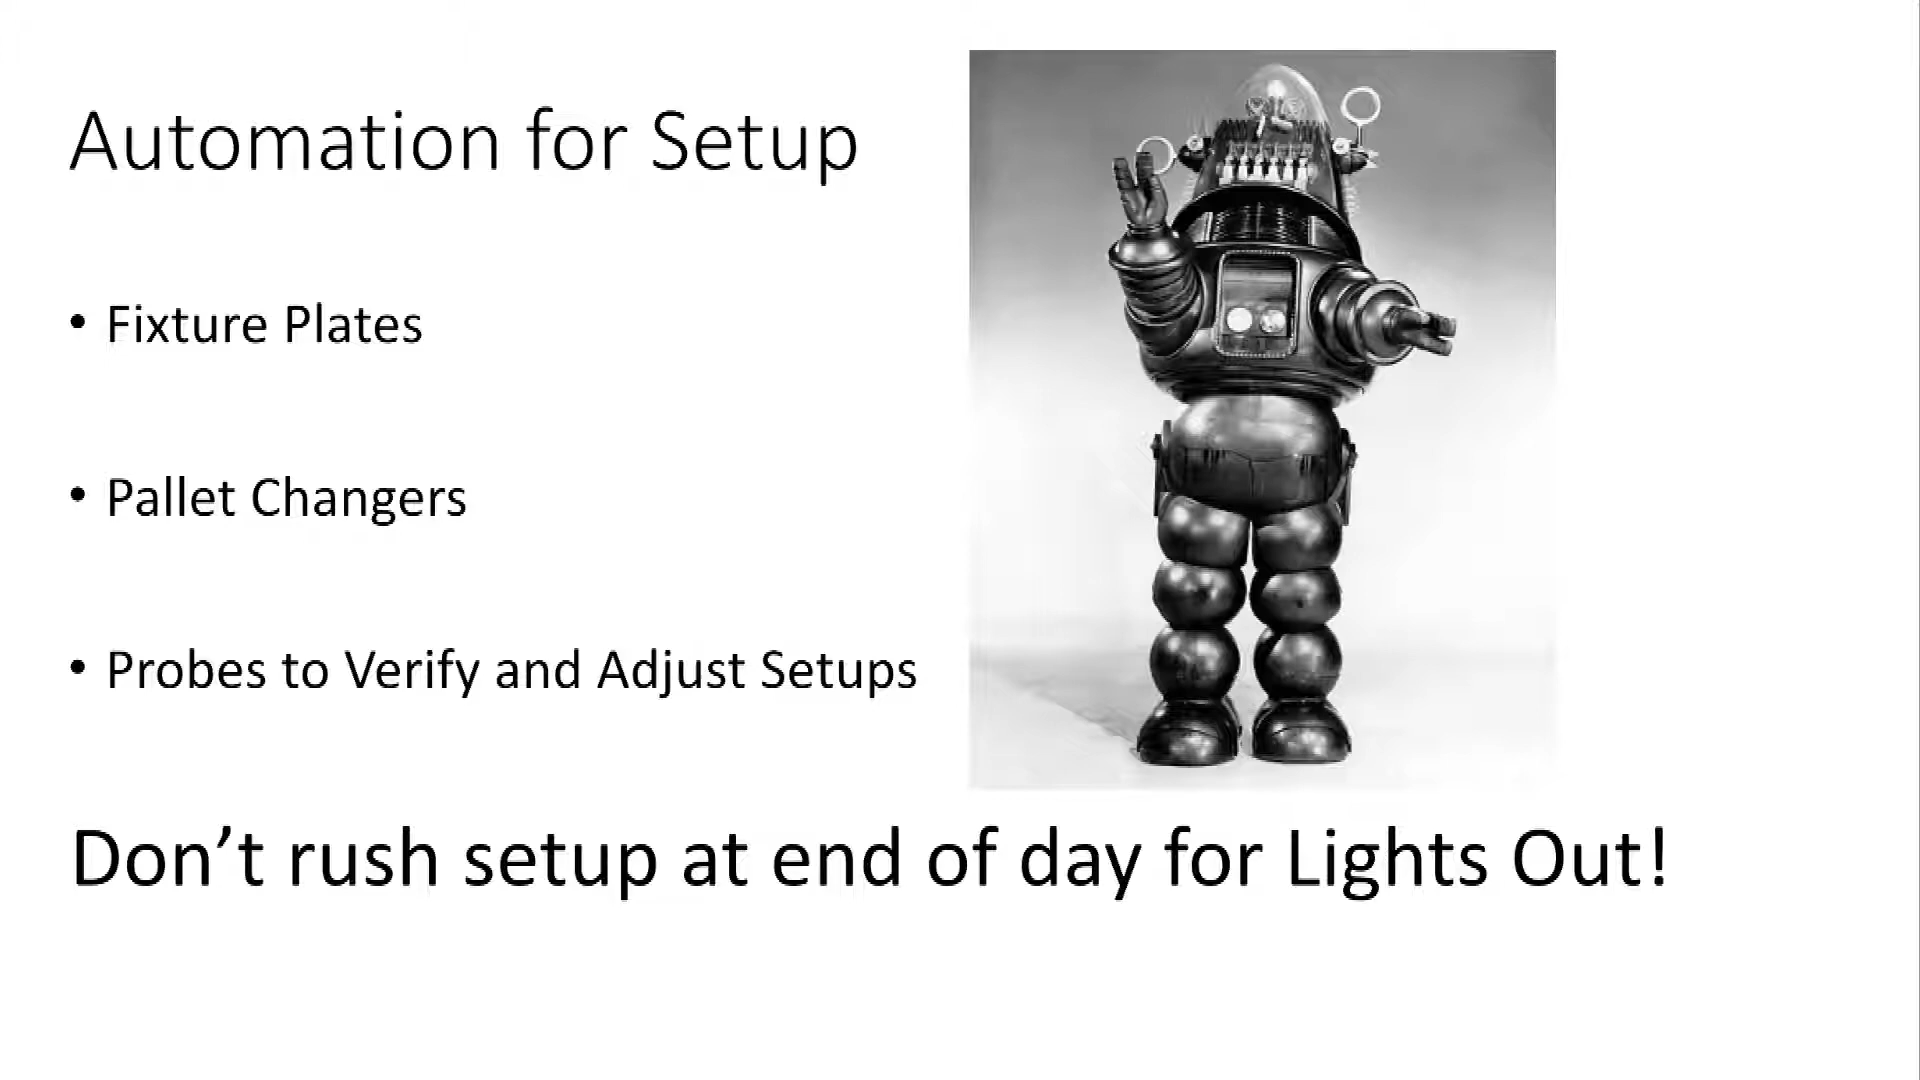 Automation for Setup
• Fixture Plates
• Pallet Changers
• Probes to Verify and Adjust Setups
Don’t rush setup at end of day for Lights Out!